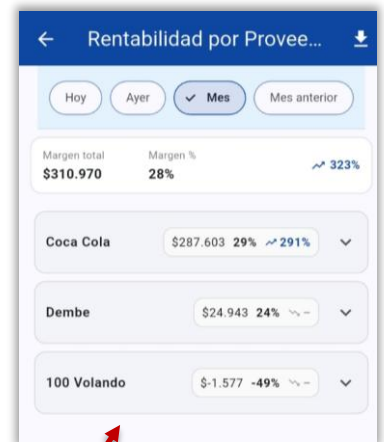 Rentabilidad por Provee...
Hoy Ayer Mes Mes anterior
Margen total Margen %
$310.970 28% 323%
Coca Cola $287.603 29% 291%
Dembe $24.943 24% –
100 Volando $-1.577 -49% –